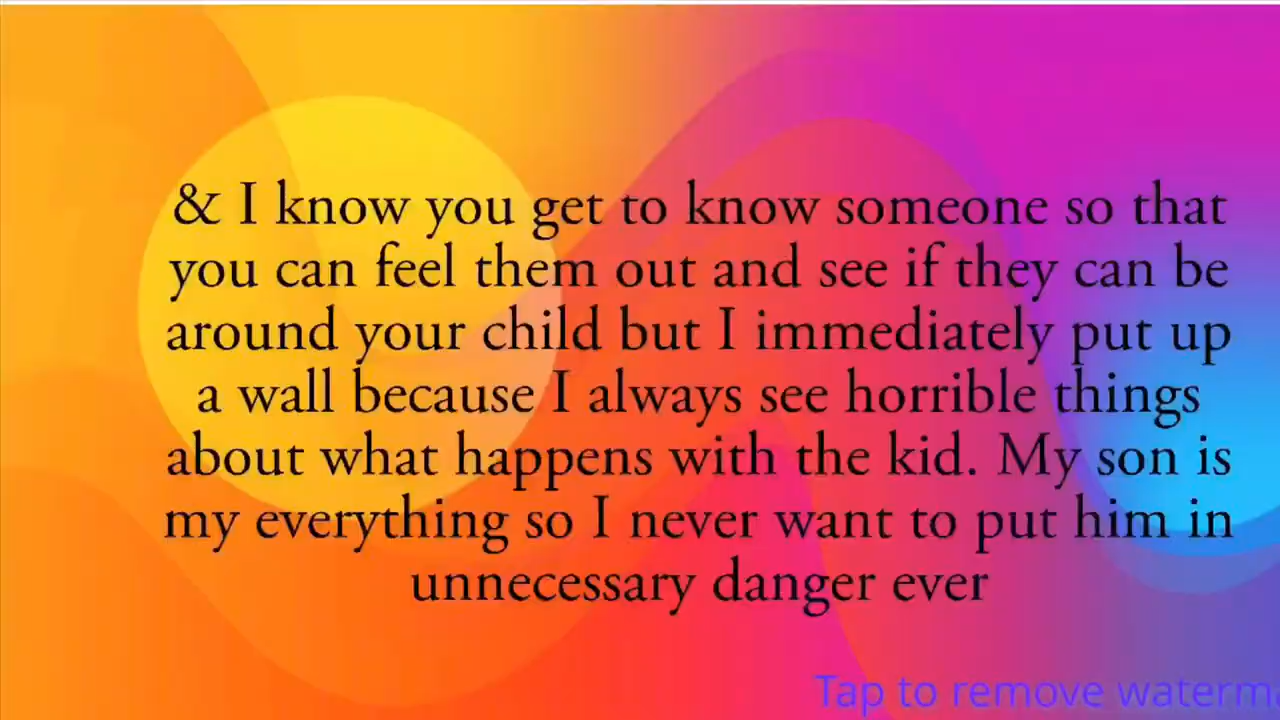 & I know you get to know someone so that
you can feel them out and see if they can be
around your child but I immediately put up
a wall because I always see horrible things
about what happens with the kid. My son is
my everything so I never want to put him in
unnecessary danger ever
Tap to remove waterma